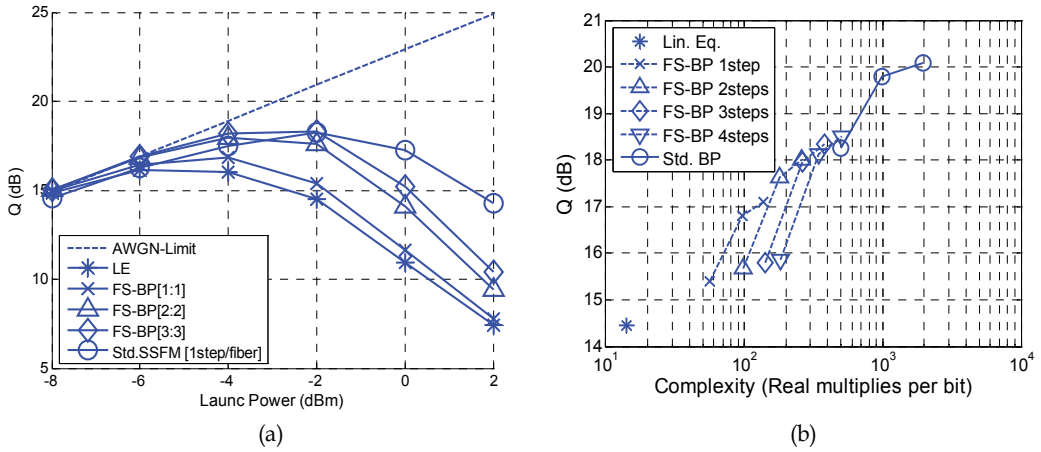 25
20
15
10
5
Q (dB)
-8
-6
-4
-2
0
2
Launc Power (dBm)
AWGN-Limit
LE
FS-BP[1:1]
FS-BP[2:2]
FS-BP[3:3]
Std.SSFM [1step/fiber]
(a)
21
20
19
18
17
16
15
14
Q (dB)
10^1
10^2
10^3
10^4
Complexity (Real multiplies per bit)
Lin. Eq.
FS-BP 1step
FS-BP 2steps
FS-BP 3steps
FS-BP 4steps
Std. BP
(b)